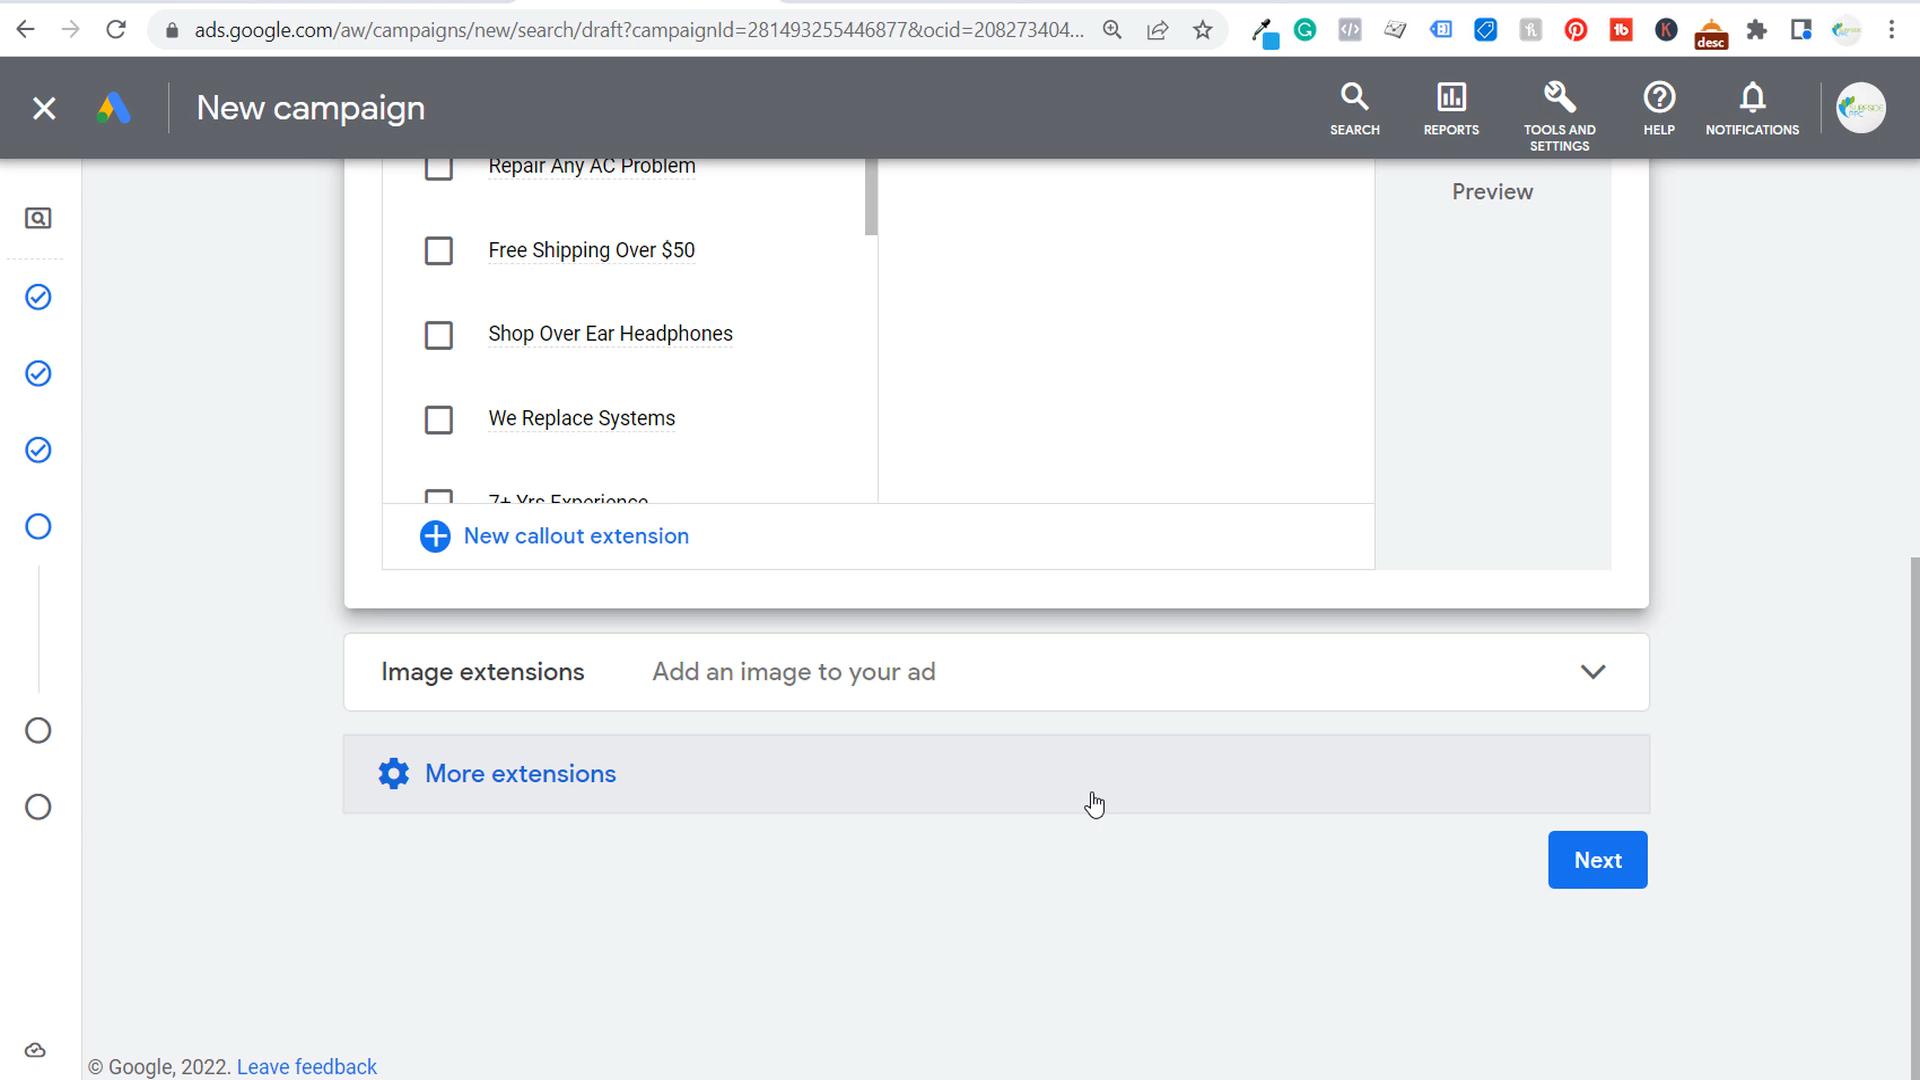 ads.google.com/aw/campaigns/new/search/draft?campaignId=281493255446877&ocid=208273404...
desc
New campaign
SEARCH
REPORTS
TOOLS AND
SETTINGS
HELP
NOTIFICATIONS
SURFSIDE
PPC
Repair Any AC Problem
Preview
Free Shipping Over $50
Shop Over Ear Headphones
We Replace Systems
7+ Yrs Experience
New callout extension
Image extensions
Add an image to your ad
More extensions
Next
© Google, 2022. Leave feedback